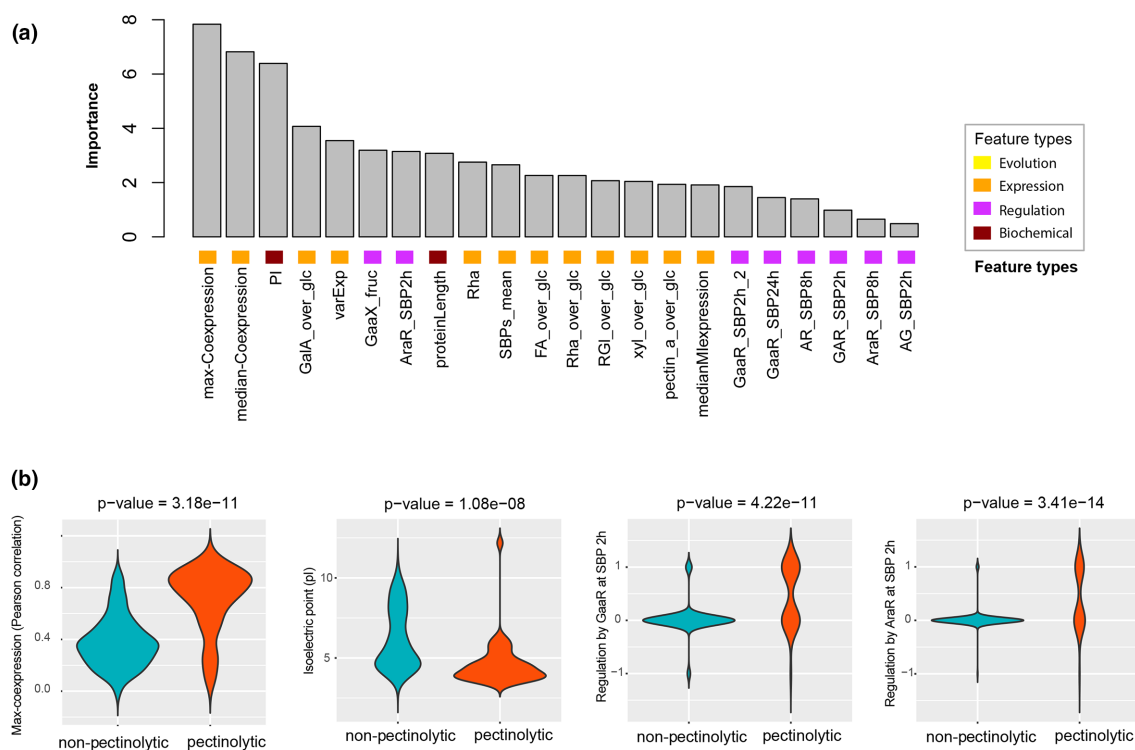 (a)
8
6
4
2
0
Importance
max-Coexpression
median-Coexpression
PI
GalA_over_glc
varExp
GaaX_fruc
AraR_SBP2h
proteinLength
Rha
SBPs_mean
FA_over_glc
Rha_over_glc
RGI_over_glc
xyl_over_glc
pectin_a_over_glc
medianMIexpression
GaaR_SBP2h_2
GaaR_SBP24h
AR_SBP8h
GAR_SBP2h
AraR_SBP8h
AG_SBP2h
Feature types
Evolution
Expression
Regulation
Biochemical
Feature types
(b)
p−value = 3.18e−11
Max−coexpression (Pearson correlation)
0.8
0.4
0.0
non-pectinolytic pectinolytic
p−value = 1.08e−08
Isoelectric point (pI)
10
5
non-pectinolytic pectinolytic
p−value = 4.22e−11
Regulation by GaaR at SBP 2h
1
0
−1
non-pectinolytic pectinolytic
p−value = 3.41e−14
Regulation by AraR at SBP 2h
1
0
−1
non-pectinolytic pectinolytic